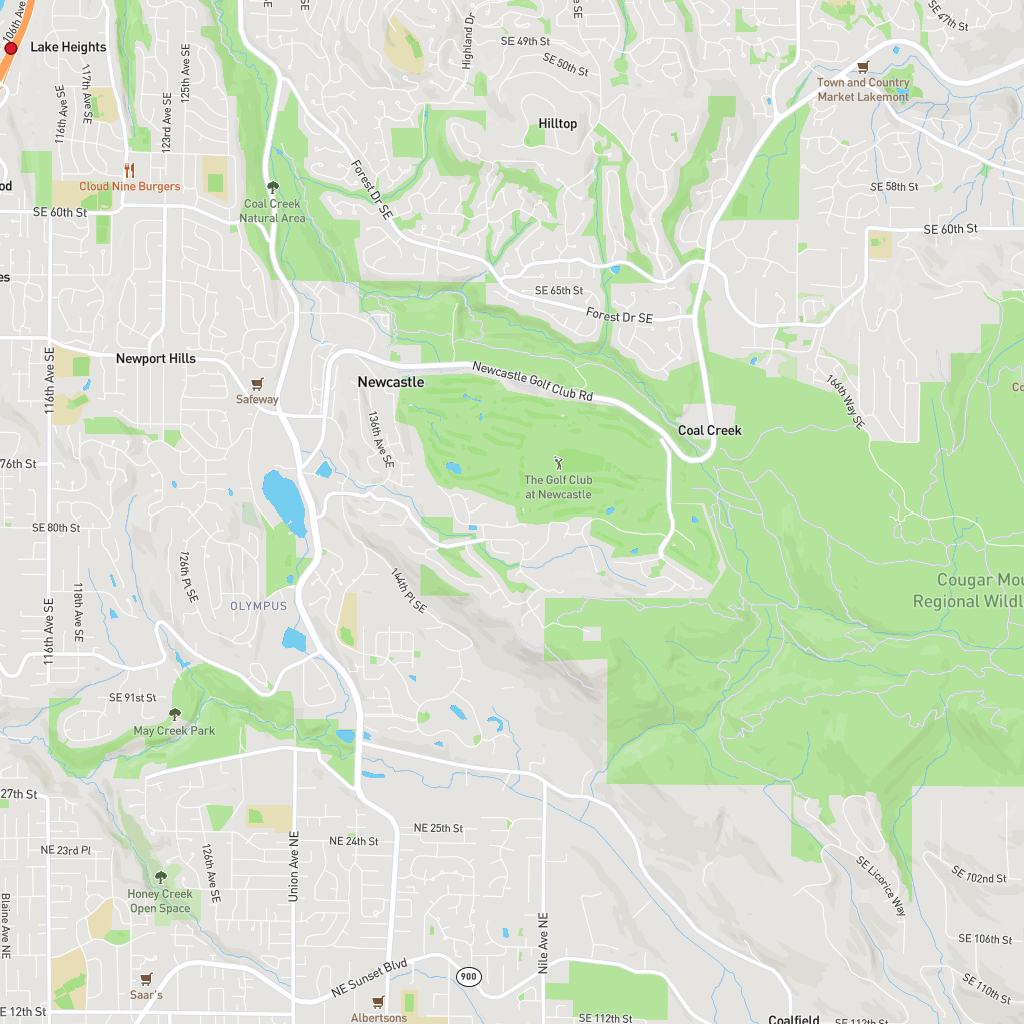 106th Ave
Lake Heights
Highland Dr
SE 49th St
SE 50th St
SE 47th St
Town and Country
Market Lakemont
125th Ave SE
117th Ave SE
116th Ave SE
123rd Ave SE
Hilltop
Cloud Nine Burgers
SE 60th St
Coal Creek
Natural Area
Forest Dr SE
SE 58th St
SE 60th St
SE 65th St
Forest Dr SE
Newport Hills
116th Ave SE
Newcastle
Newcastle Golf Club Rd
Safeway
166th Way SE
136th Ave SE
Coal Creek
76th St
The Golf Club
at Newcastle
SE 80th St
126th Pl SE
118th Ave SE
116th Ave SE
144th Pl SE
OLYMPUS
Cougar Mou
Regional Wildl
SE 91st St
May Creek Park
27th St
NE 25th St
NE 24th St
NE 23rd Pl
Union Ave NE
126th Ave SE
Honey Creek
Open Space
Blaine Ave NE
SE Licorice Way
SE 102nd St
SE 106th St
Nile Ave NE
NE Sunset Blvd
900
Saar's
SE 110th St
E 12th St
Albertsons
SE 112th St
Coalfield
SE 112th St